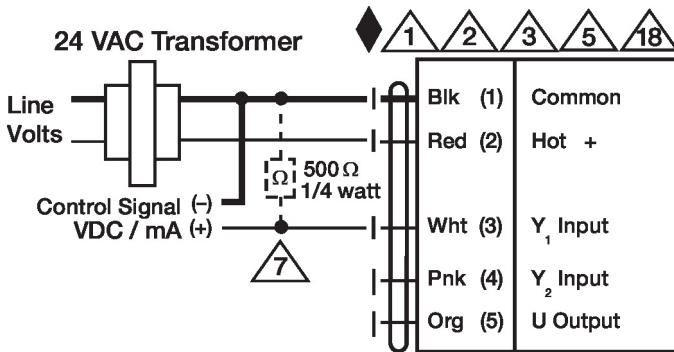 24 VAC Transformer
1 2 3 5 18
Line
Volts
Blk (1) Common
Red (2) Hot +
Ω 500 Ω
1/4 watt
Control Signal (-)
VDC / mA (+)
Wht (3) Y₁ Input
7
Pnk (4) Y₂ Input
Org (5) U Output